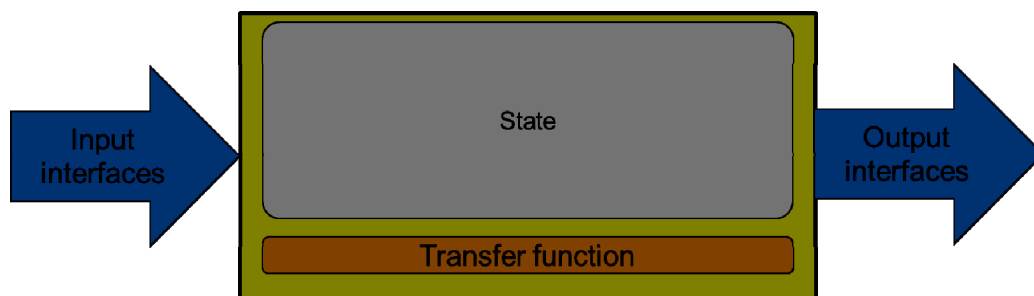 Input
interfaces
State
Transfer function
Output
interfaces